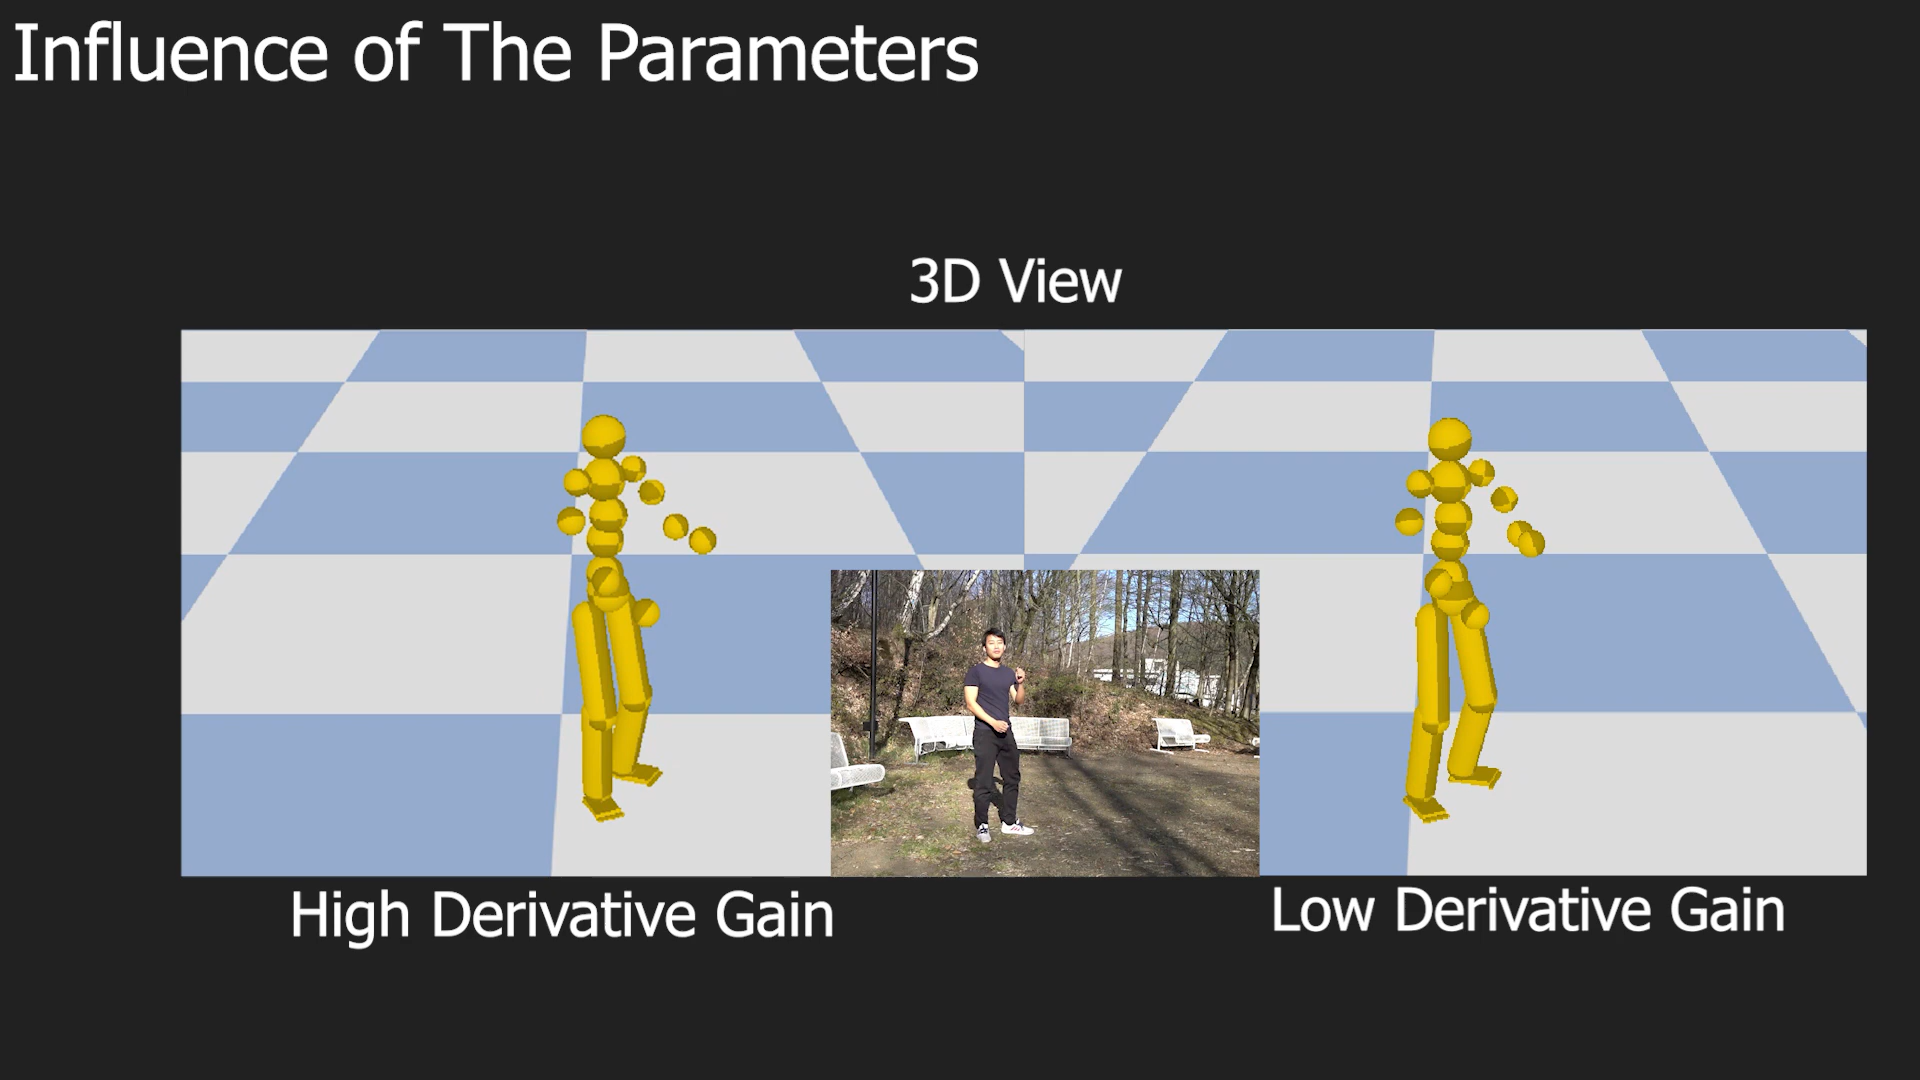 Influence of The Parameters
3D View
High Derivative Gain
Low Derivative Gain